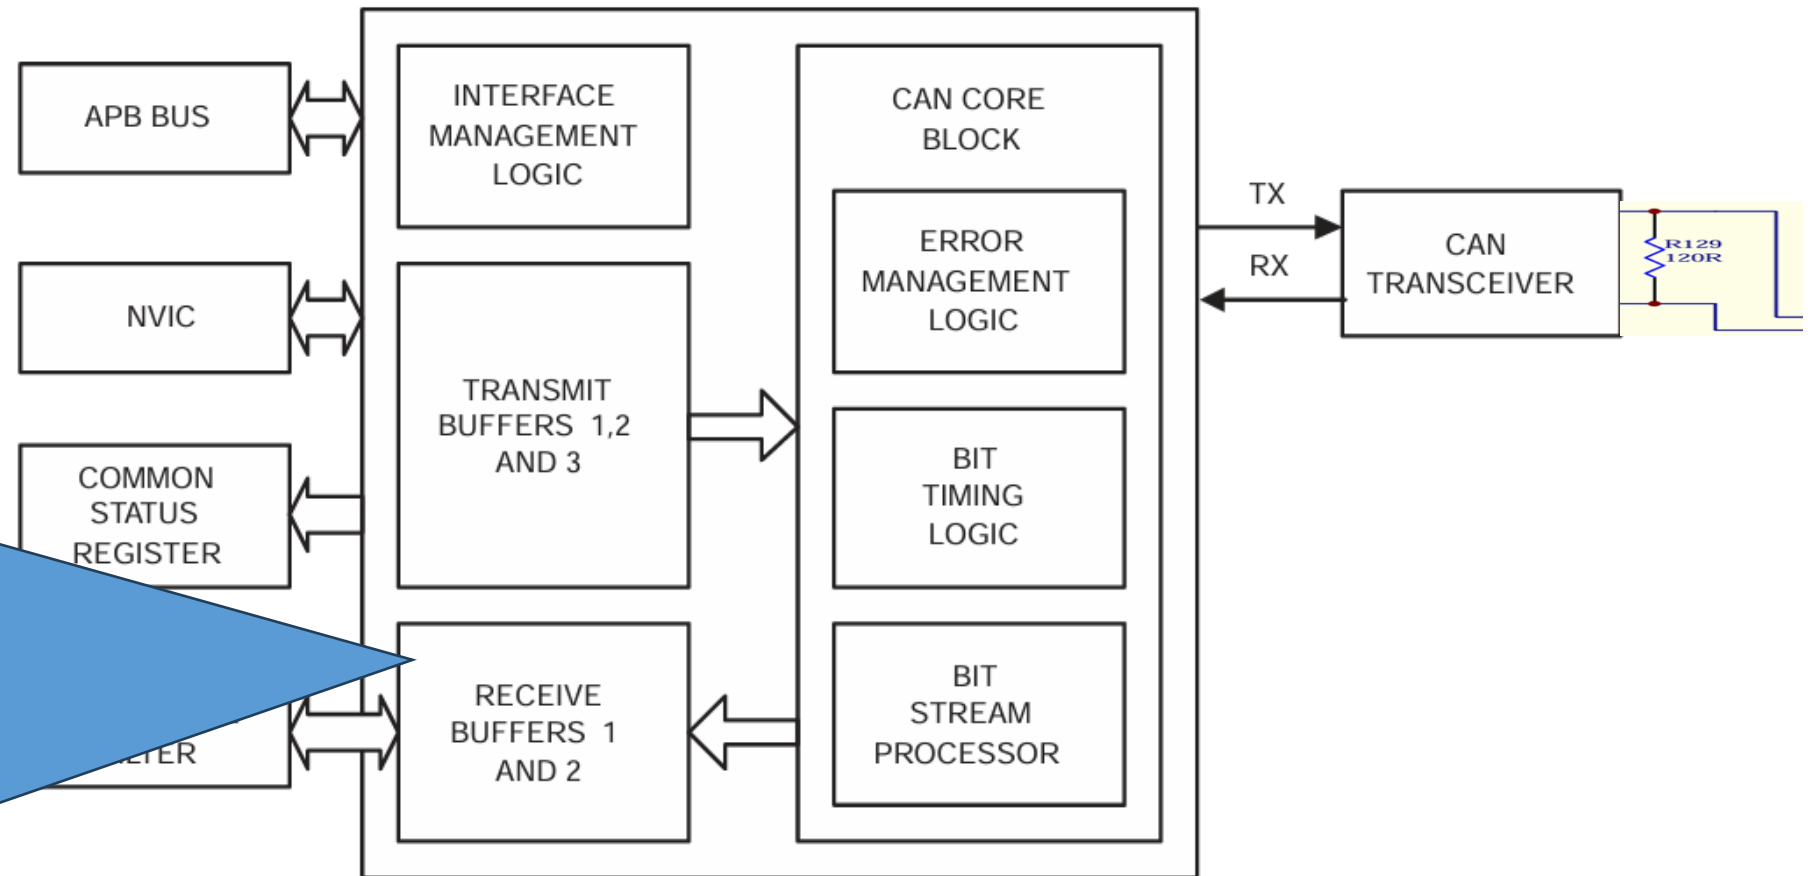 APB BUS
NVIC
COMMON
STATUS
REGISTER
INTERFACE
MANAGEMENT
LOGIC
TRANSMIT
BUFFERS 1,2
AND 3
RECEIVE
BUFFERS 1
AND 2
CAN CORE
BLOCK
ERROR
MANAGEMENT
LOGIC
BIT
TIMING
LOGIC
BIT
STREAM
PROCESSOR
TX
RX
CAN
TRANSCEIVER
R129
120R